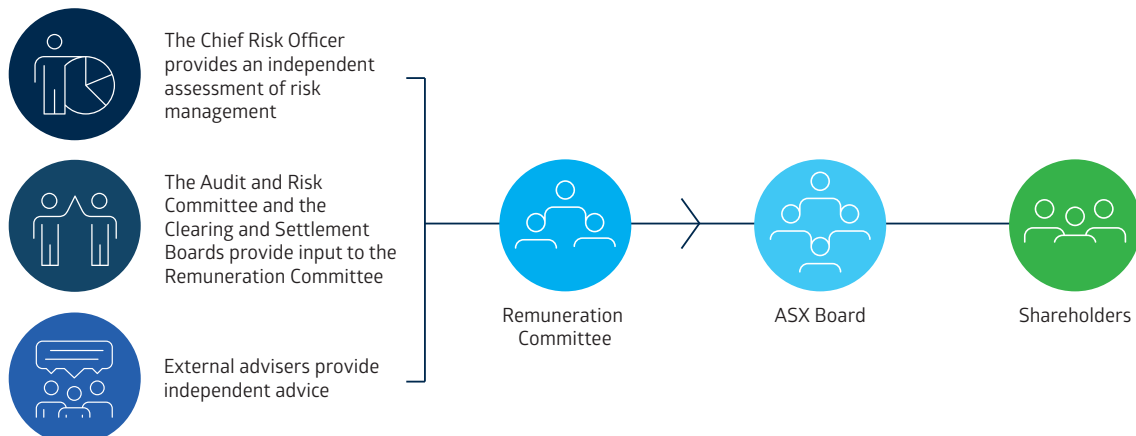 The Chief Risk Officer
provides an independent
assessment of risk
management
The Audit and Risk
Committee and the
Clearing and Settlement
Boards provide input to the
Remuneration Committee
External advisers provide
independent advice
Remuneration
Committee
ASX Board
Shareholders